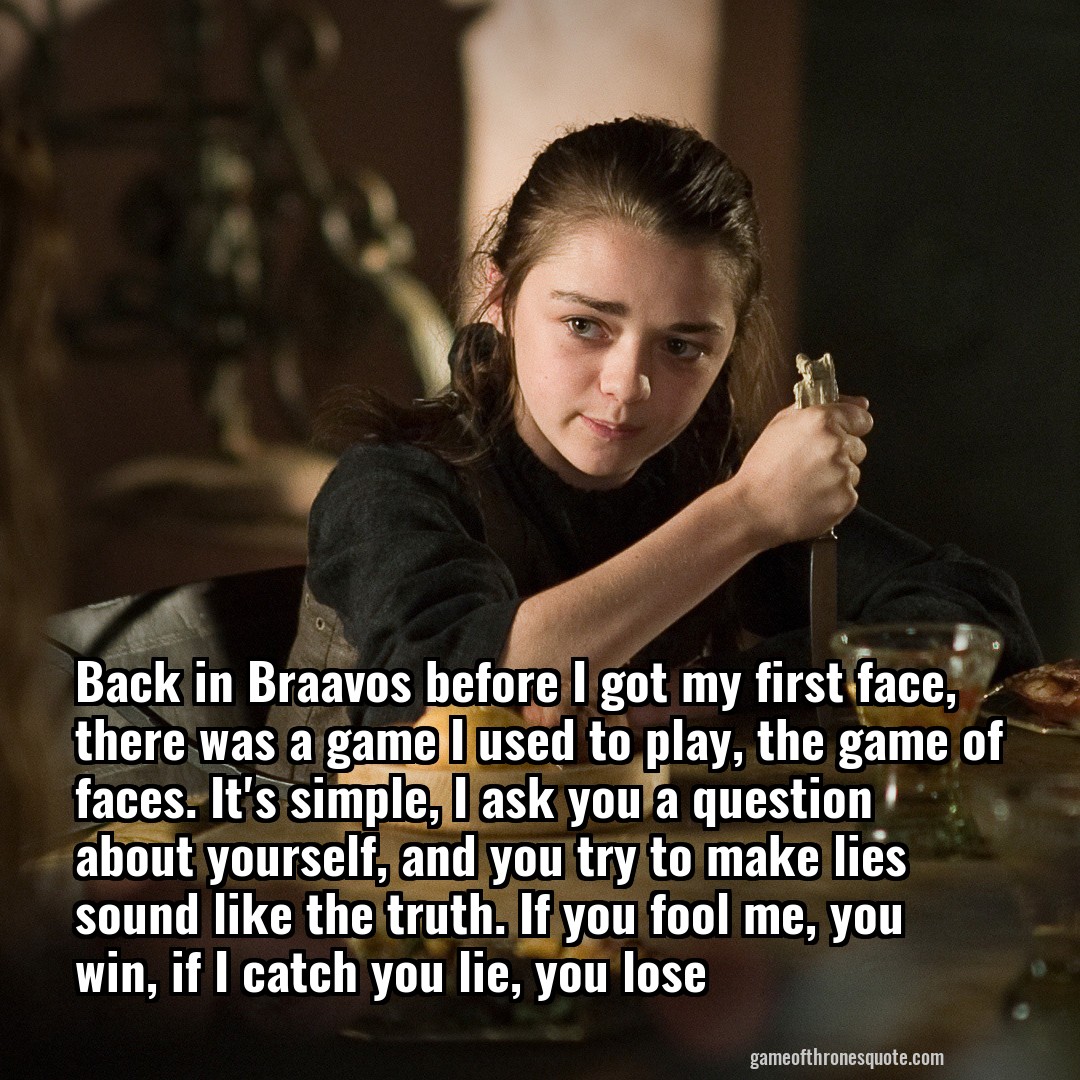 Back in Braavos before I got my first face,
there was a game I used to play, the game of
faces. It's simple, I ask you a question
about yourself, and you try to make lies
sound like the truth. If you fool me, you
win, if I catch you lie, you lose
gameofthronesquote.com